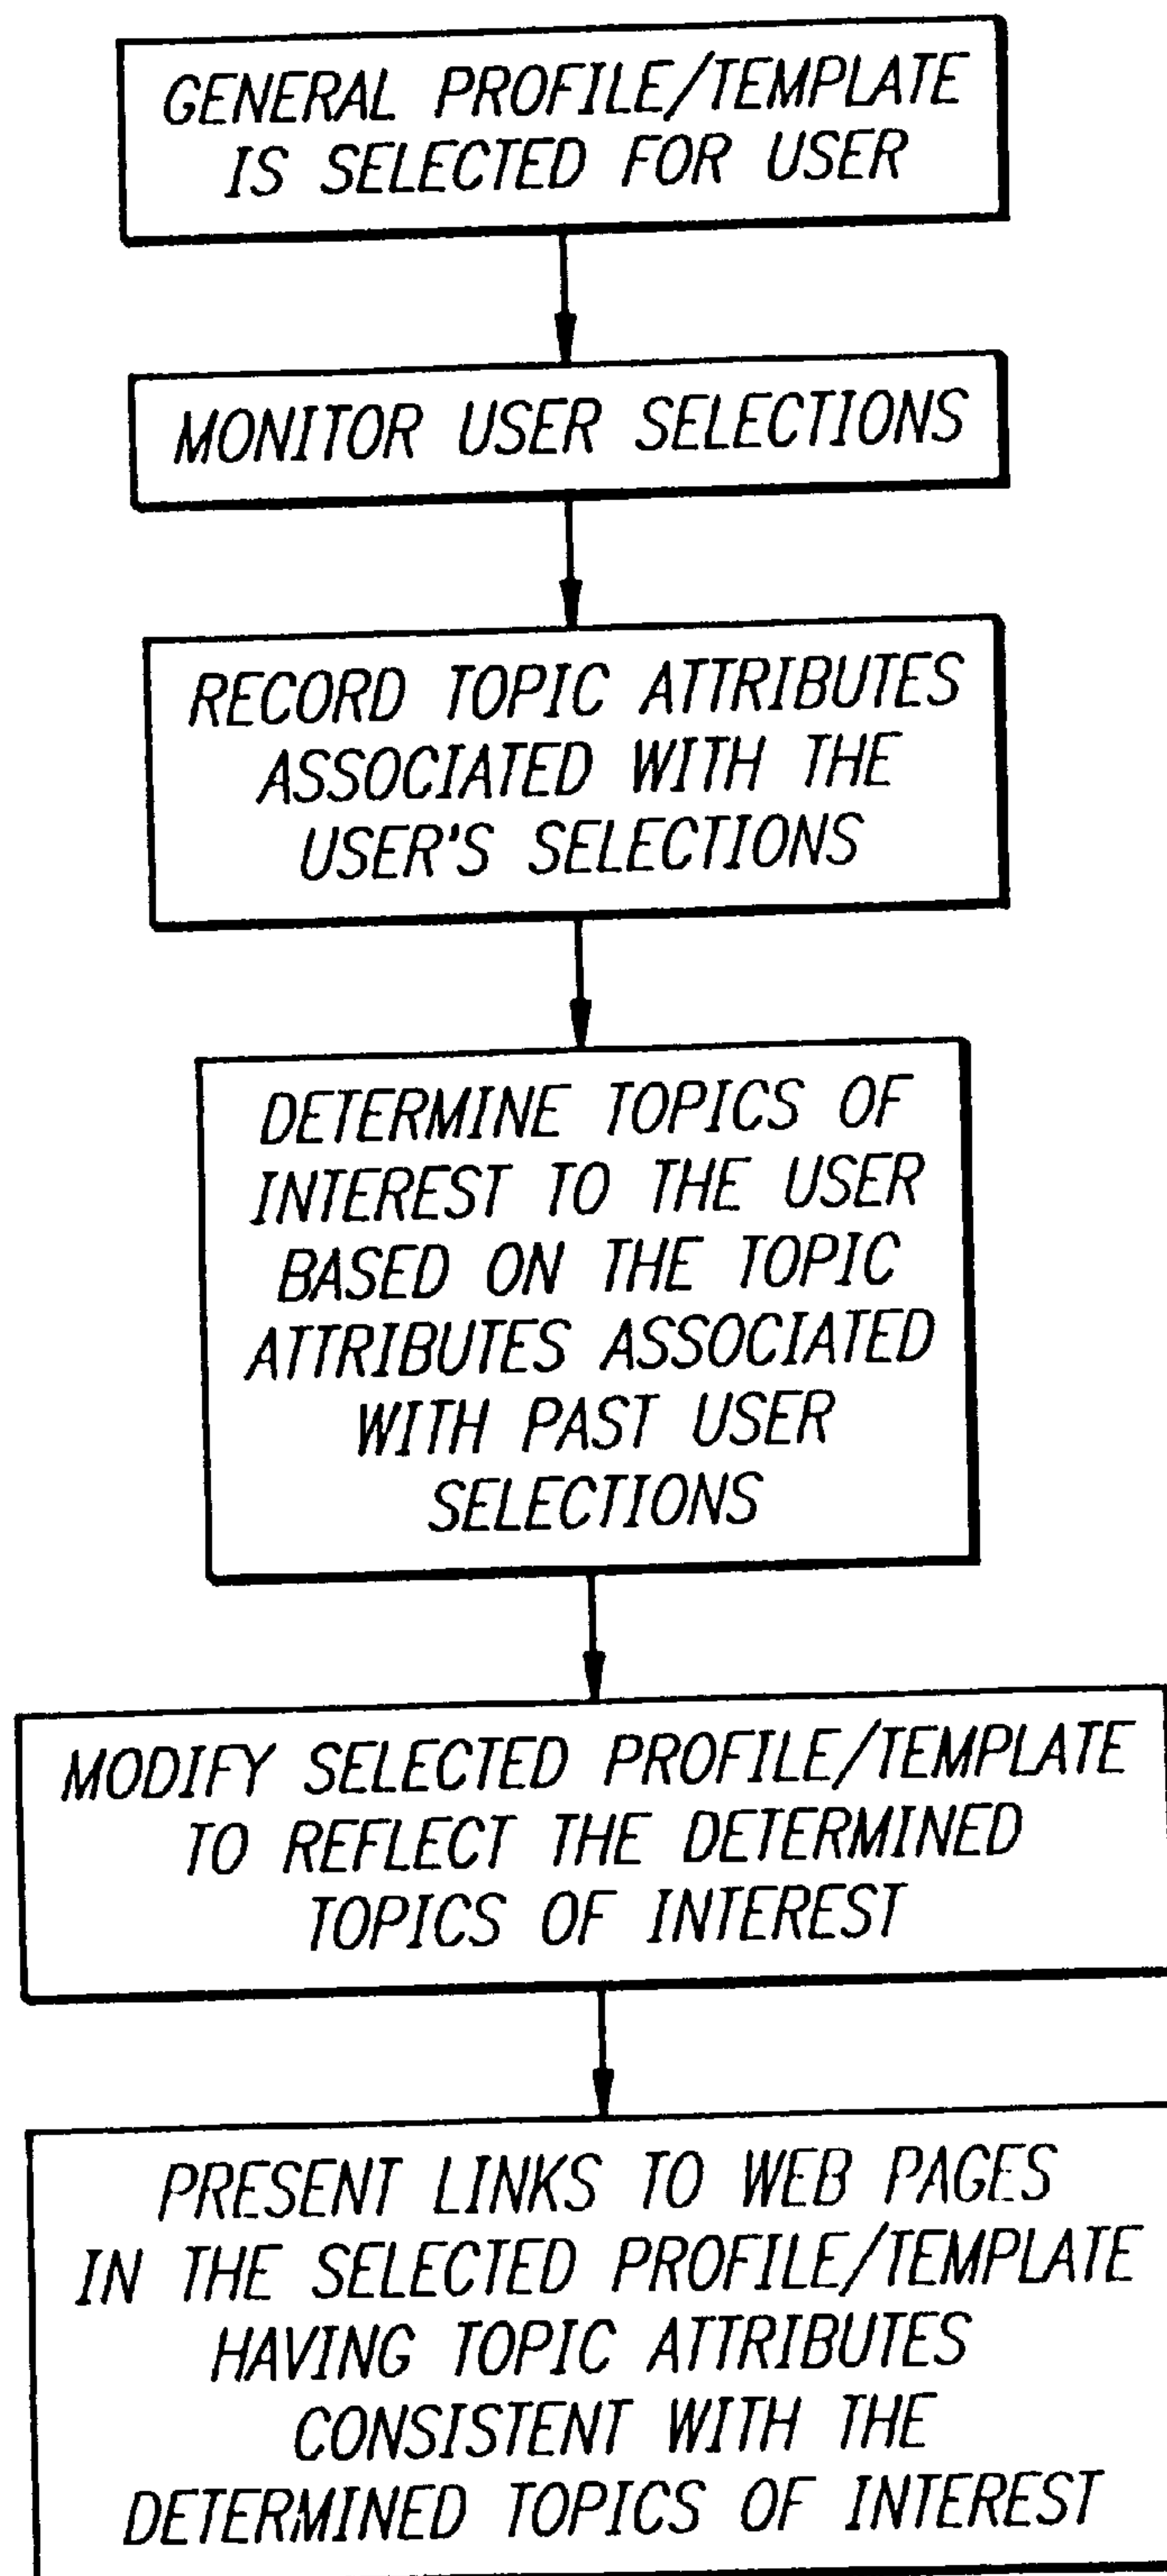 GENERAL PROFILE/TEMPLATE
IS SELECTED FOR USER
MONITOR USER SELECTIONS
RECORD TOPIC ATTRIBUTES
ASSOCIATED WITH THE
USER'S SELECTIONS
DETERMINE TOPICS OF
INTEREST TO THE USER
BASED ON THE TOPIC
ATTRIBUTES ASSOCIATED
WITH PAST USER
SELECTIONS
MODIFY SELECTED PROFILE/TEMPLATE
TO REFLECT THE DETERMINED
TOPICS OF INTEREST
PRESENT LINKS TO WEB PAGES
IN THE SELECTED PROFILE/TEMPLATE
HAVING TOPIC ATTRIBUTES
CONSISTENT WITH THE
DETERMINED TOPICS OF INTEREST